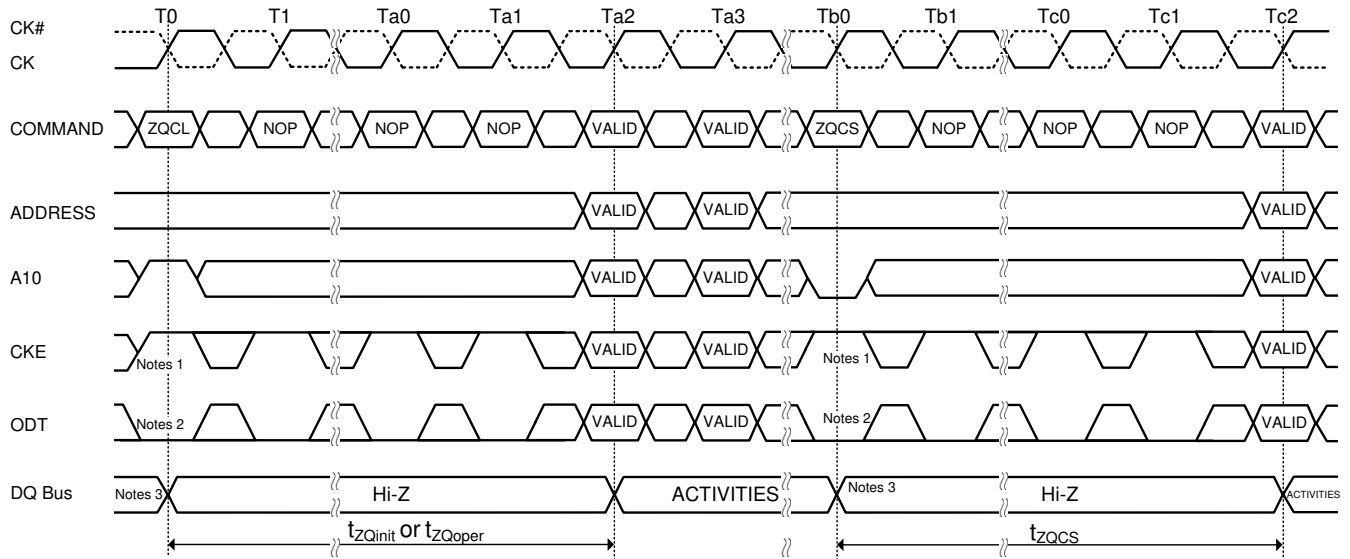 T0 T1 Ta0 Ta1 Ta2 Ta3 Tb0 Tb1 Tc0 Tc1 Tc2
CK#
CK
COMMAND ZQCL NOP NOP NOP VALID VALID ZQCS NOP NOP NOP VALID
ADDRESS VALID VALID VALID
A10 VALID VALID VALID
CKE Notes 1 VALID VALID Notes 1 VALID
ODT Notes 2 VALID VALID Notes 2 VALID
DQ Bus Notes 3 Hi-Z ACTIVITIES Notes 3 Hi-Z ACTIVITIES
tZQinit or tZQoper tZQCS